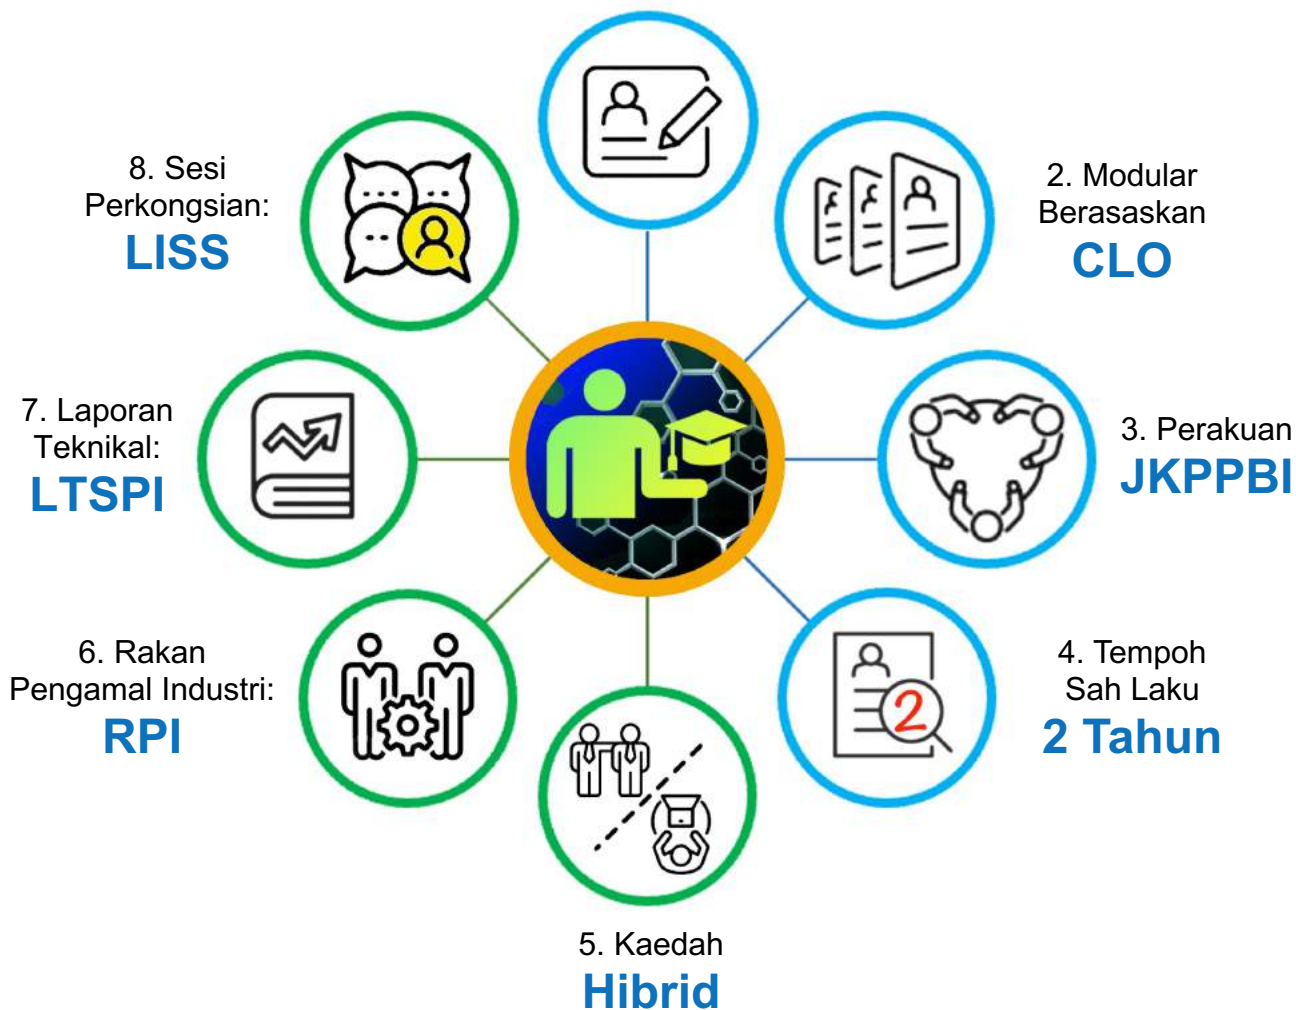 2. Modular
Berasaskan
CLO
3. Perakuan
JKPPBI
4. Tempoh
Sah Laku
2 Tahun
2
5. Kaedah
Hibrid
6. Rakan
Pengamal Industri:
RPI
7. Laporan
Teknikal:
LTSPI
8. Sesi
Perkongsian:
LISS